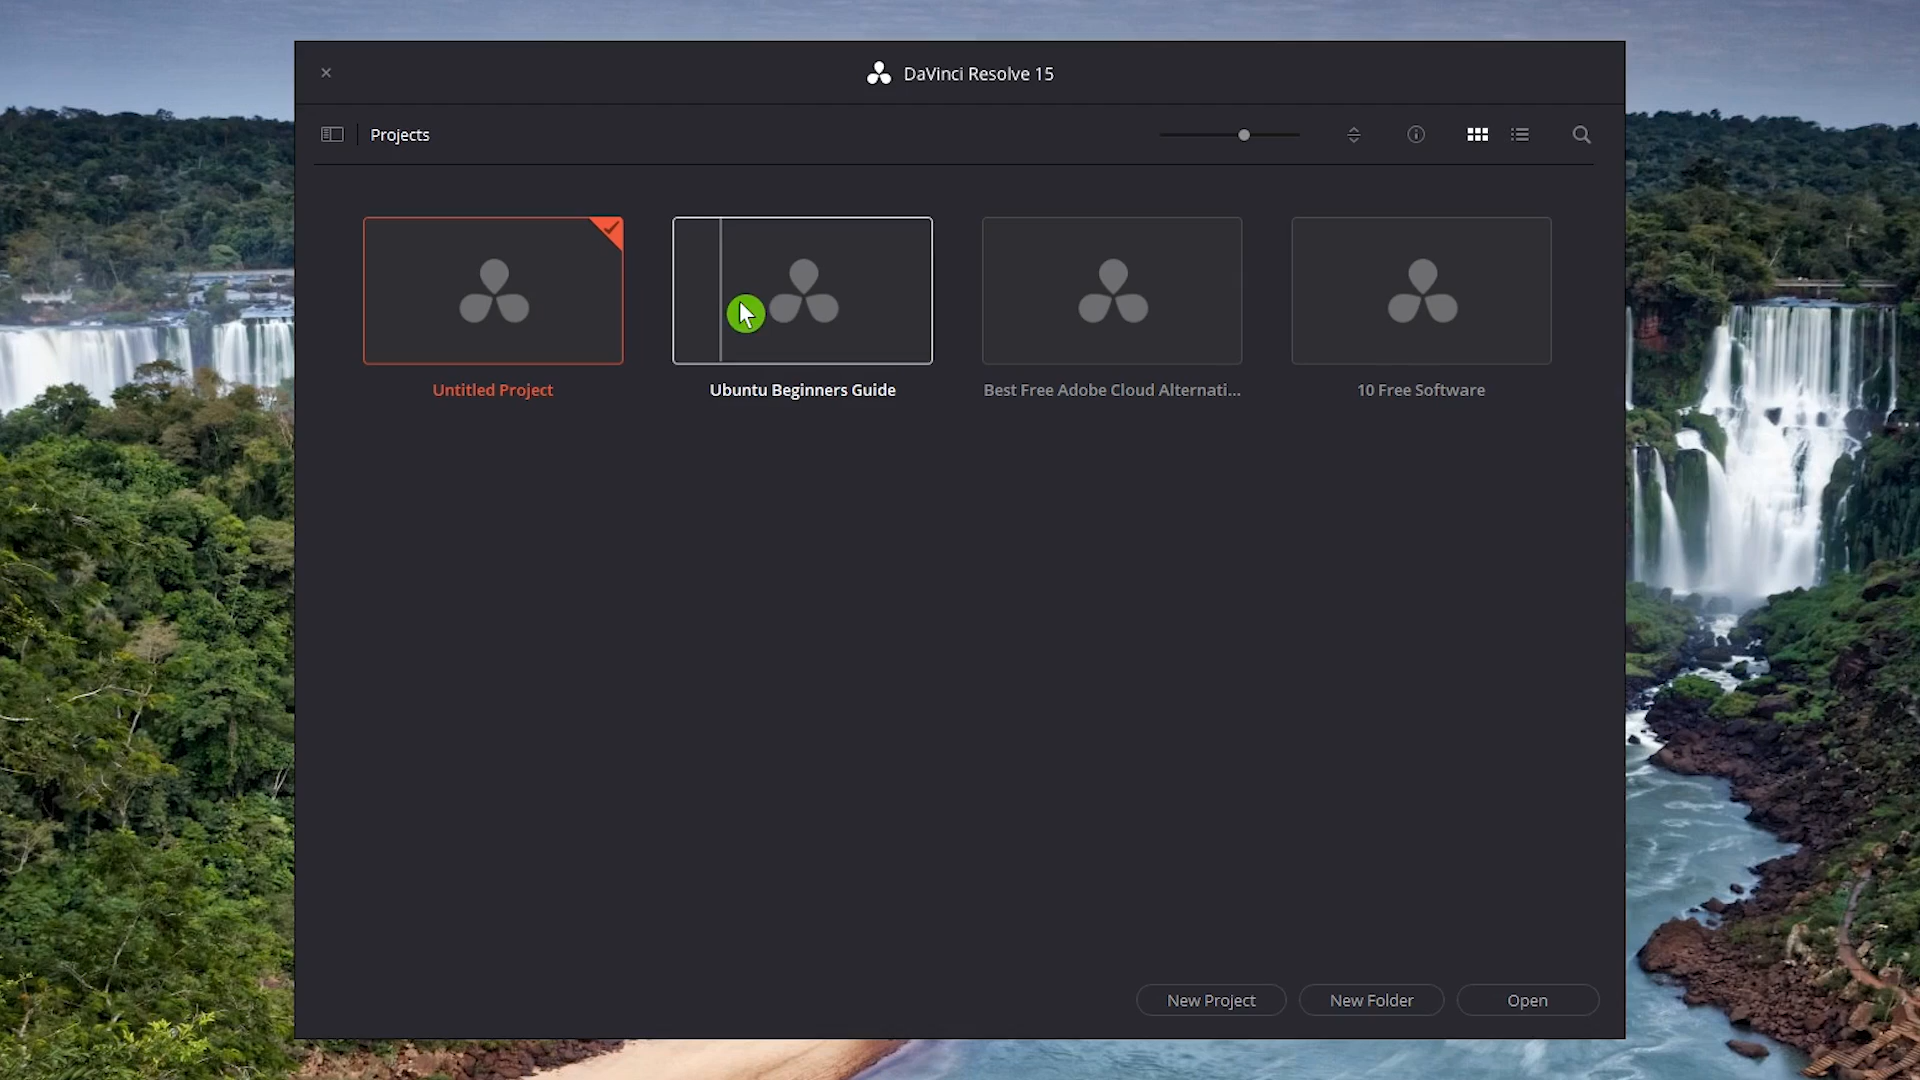 DaVinci Resolve 15
Projects
Untitled Project
Ubuntu Beginners Guide
Best Free Adobe Cloud Alternati...
10 Free Software
New Project
New Folder
Open